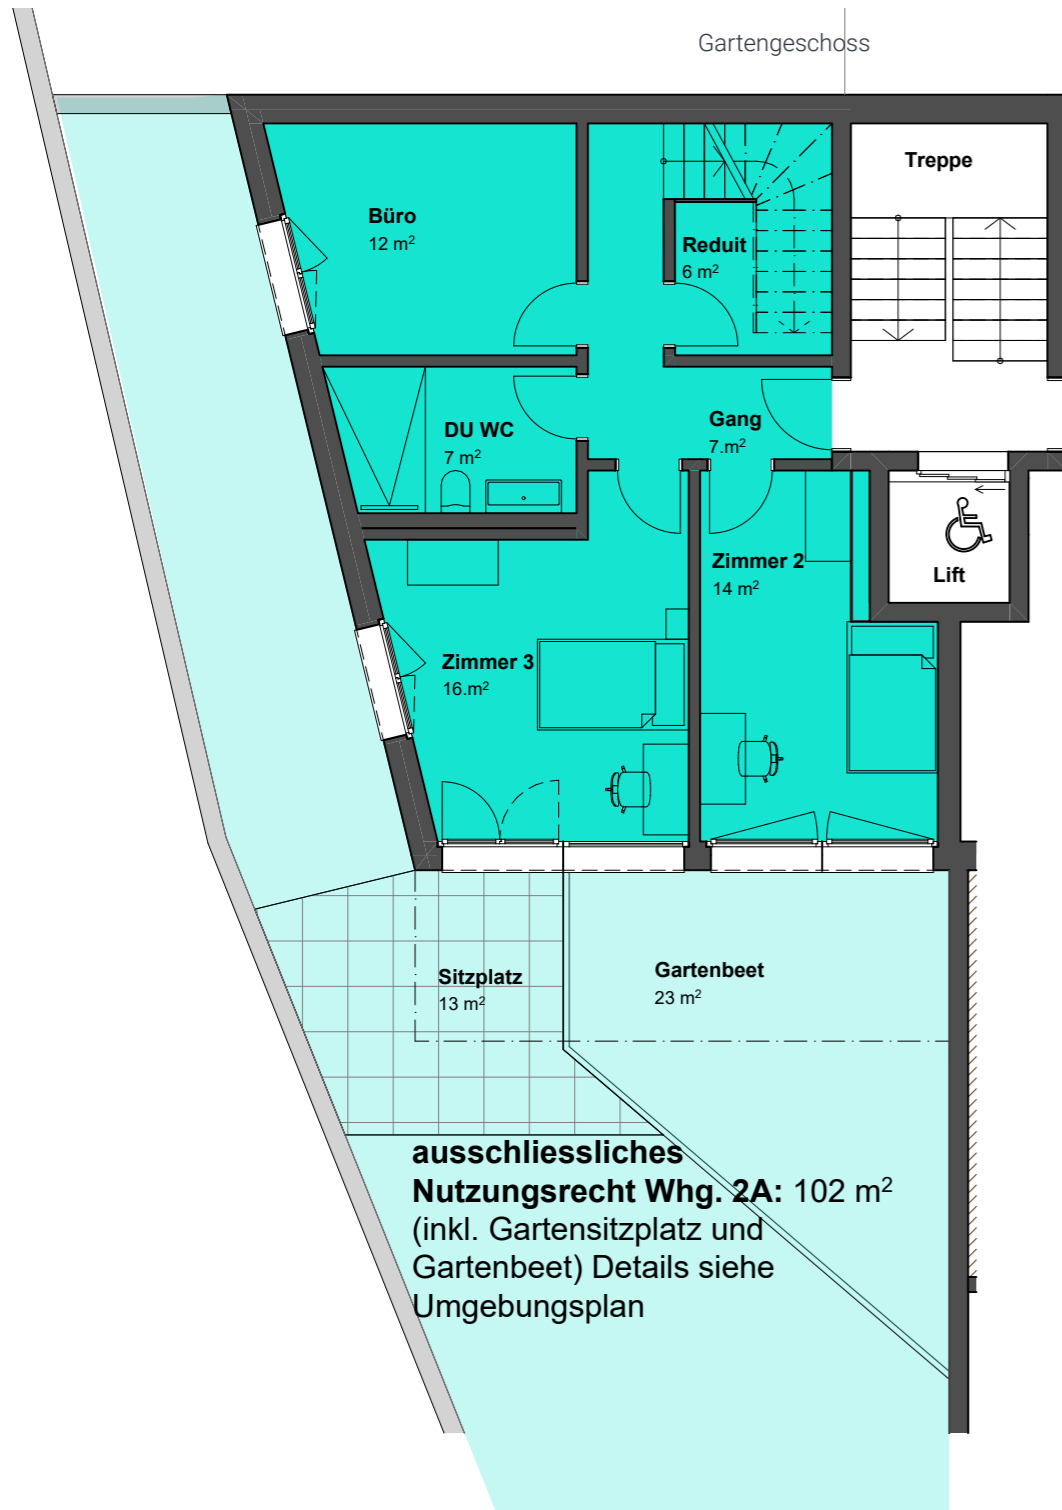 Gartengeschoss
Treppe
Büro
12 m²
Reduit
6 m²
DU WC
7 m²
Gang
7.m²
Zimmer 2
14 m²
Lift
Zimmer 3
16.m²
Sitzplatz
13 m²
Gartenbeet
23 m²
ausschliessliches
Nutzungsrecht Whg. 2A: 102 m²
(inkl. Gartensitzplatz und
Gartenbeet) Details siehe
Umgebungsplan